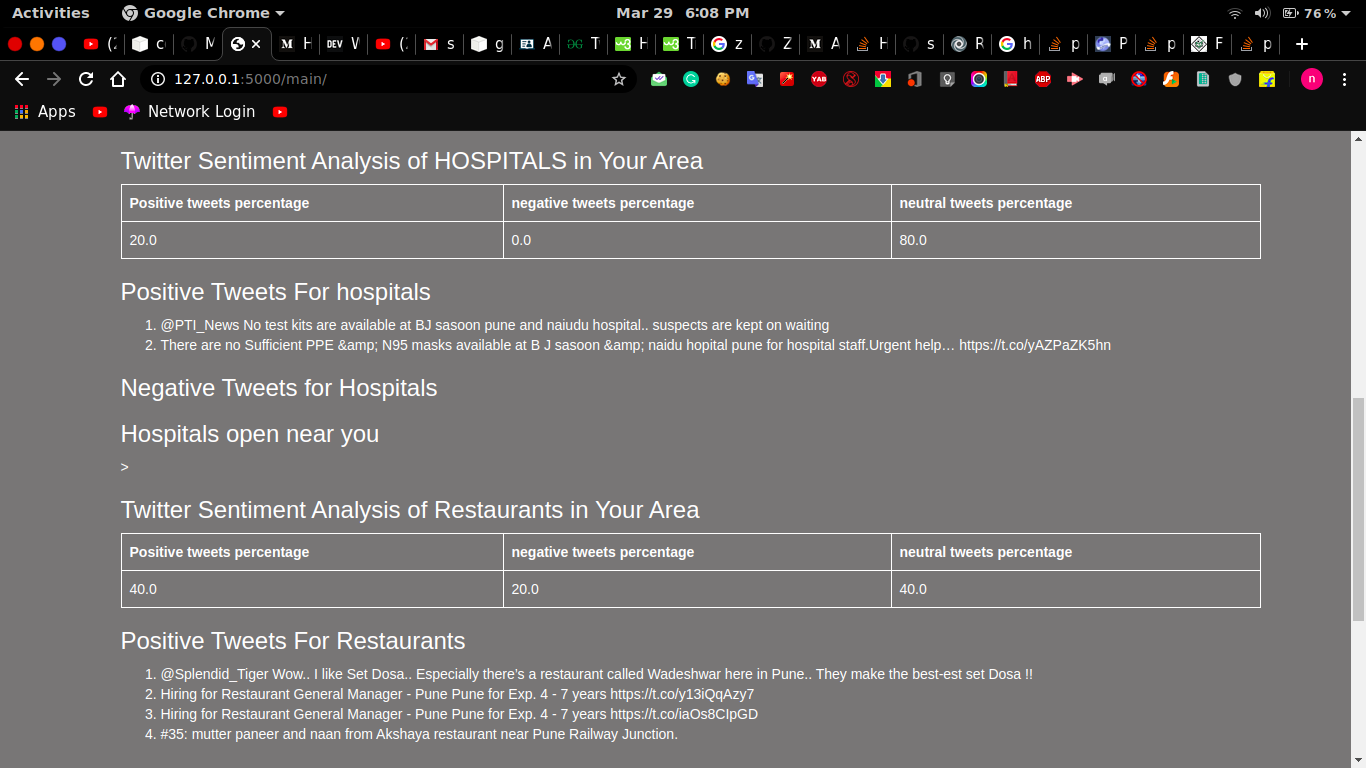 Activities Google Chrome Mar 29 6:08 PM 76 %
(2 c M H DEV W (2 s g A T H T z Z A H s R h p P p F p
127.0.0.1:5000/main/ YAB ABP n
Apps Network Login
Twitter Sentiment Analysis of HOSPITALS in Your Area
Positive tweets percentage negative tweets percentage neutral tweets percentage
20.0 0.0 80.0
Positive Tweets For hospitals
1. @PTI_News No test kits are available at BJ sasoon pune and naiudu hospital.. suspects are kept on waiting
2. There are no Sufficient PPE &amp; N95 masks available at B J sasoon &amp; naidu hopital pune for hospital staff.Urgent help… https://t.co/yAZPaZK5hn
Negative Tweets for Hospitals
Hospitals open near you
>
Twitter Sentiment Analysis of Restaurants in Your Area
Positive tweets percentage negative tweets percentage neutral tweets percentage
40.0 20.0 40.0
Positive Tweets For Restaurants
1. @Splendid_Tiger Wow.. I like Set Dosa.. Especially there's a restaurant called Wadeshwar here in Pune.. They make the best-est set Dosa !!
2. Hiring for Restaurant General Manager - Pune Pune for Exp. 4 - 7 years https://t.co/y13iQqAzy7
3. Hiring for Restaurant General Manager - Pune Pune for Exp. 4 - 7 years https://t.co/iaOs8CIpGD
4. #35: mutter paneer and naan from Akshaya restaurant near Pune Railway Junction.